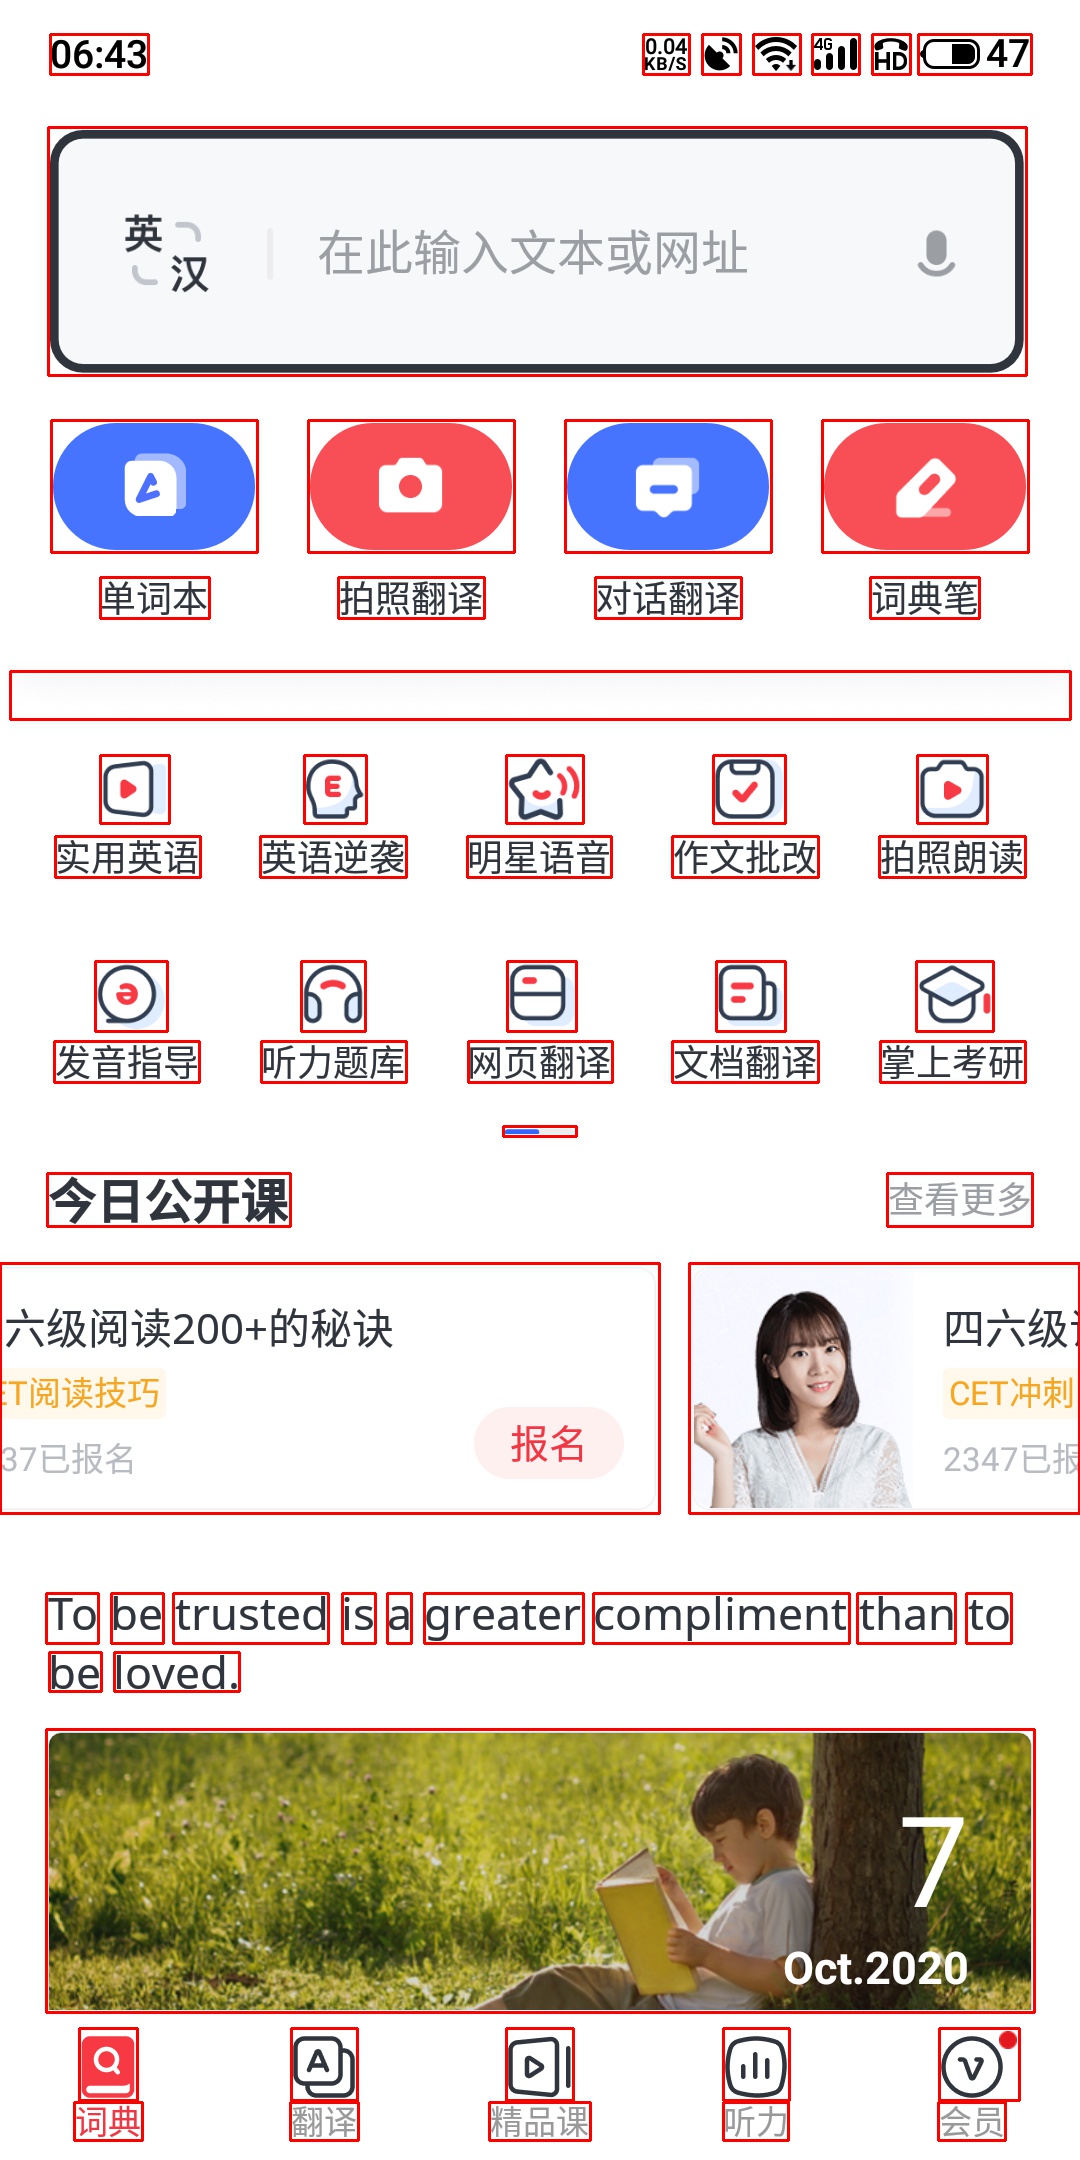 06:43 0.04 KB/S 4G HD 47
英 汉 在此输入文本或网址
单词本 拍照翻译 对话翻译 词典笔
实用英语 英语逆袭 明星语音 作文批改 拍照朗读
发音指导 听力题库 网页翻译 文档翻译 掌上考研
今日公开课 查看更多
六级阅读200+的秘诀
ET阅读技巧
37已报名
报名
四六级
CET冲刺
2347已报
To be trusted is a greater compliment than to
be loved.
7
Oct.2020
词典 翻译 精品课 听力 会员